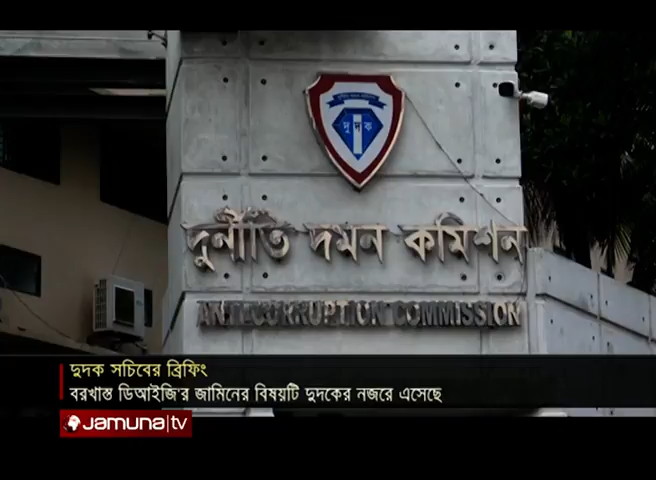 দুদক
দুর্নীতি দমন কমিশন
ANTI CORRUPTION COMMISSION
দুদক সচিবের ব্রিফিং
বরখাস্ত ডিআইজি'র জামিনের বিষয়টি দুদকের নজরে এসেছে
Jamuna|tv